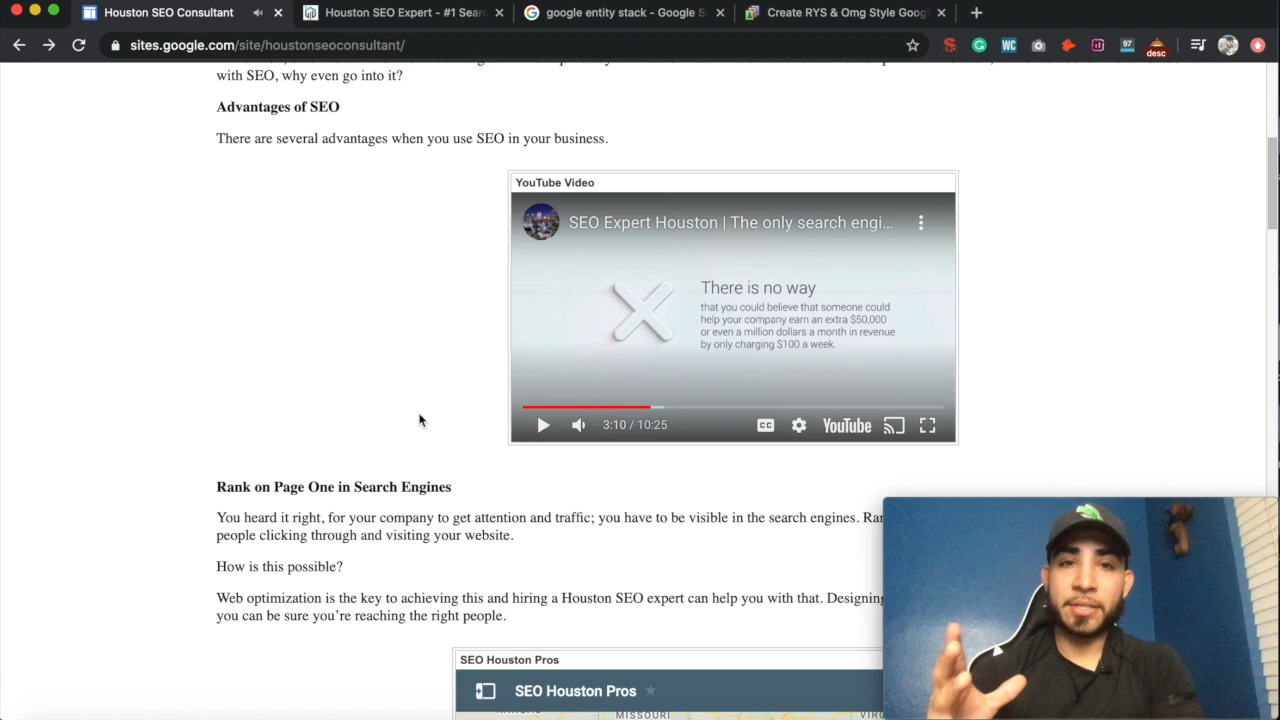 Houston SEO Consultant
Houston SEO Expert - #1 Sear
google entity stack - Google S
Create RYS & Omg Style Goog
sites.google.com/site/houstonseoconsultant/
WC
97
desc
with SEO, why even go into it?
Advantages of SEO
There are several advantages when you use SEO in your business.
YouTube Video
SEO Expert Houston | The only search engi...
There is no way
that you could believe that someone could
help your company earn an extra $50,000
or even a million dollars a month in revenue
by only charging $100 a week.
3:10 / 10:25
CC
YouTube
Rank on Page One in Search Engines
You heard it right, for your company to get attention and traffic; you have to be visible in the search engines. Ran
people clicking through and visiting your website.
How is this possible?
Web optimization is the key to achieving this and hiring a Houston SEO expert can help you with that. Designing
you can be sure you're reaching the right people.
SEO Houston Pros
SEO Houston Pros
MISSOURI